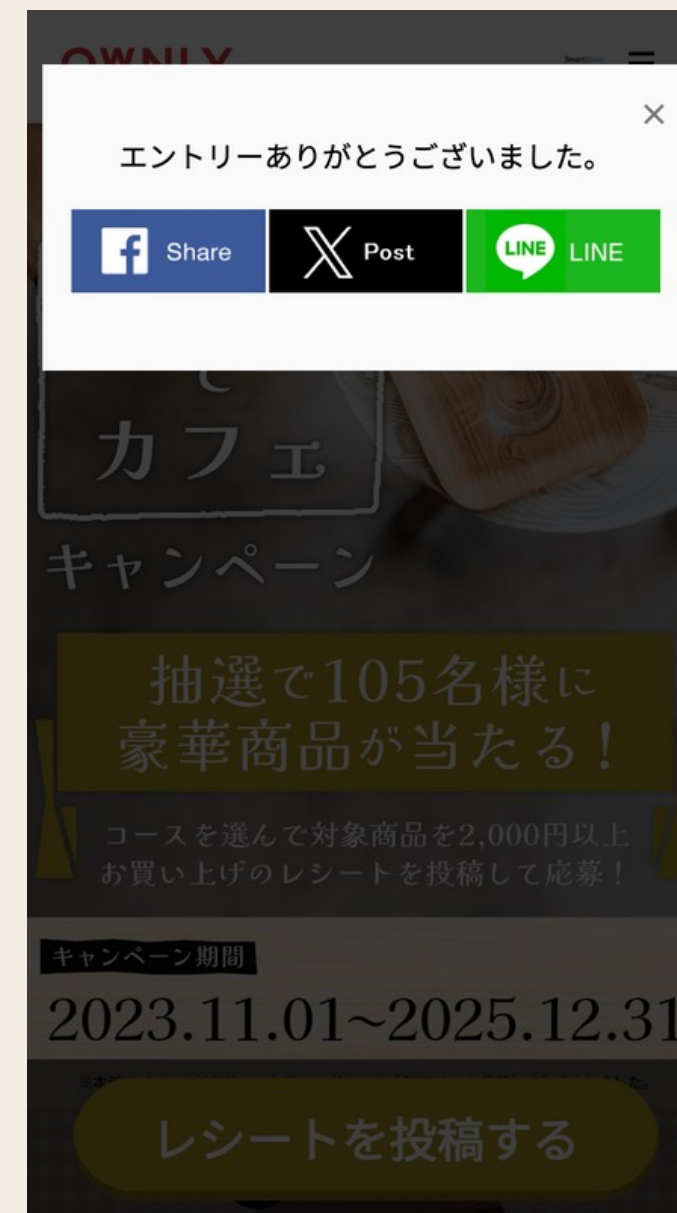 OWNLY
エントリーありがとうございました。
Share
Post
LINE LINE
で
カフェ
キャンペーン
抽選で105名様に
豪華商品が当たる!
コースを選んで対象商品を2,000円以上
お買い上げのレシートを投稿して応募!
キャンペーン期間
2023.11.01~2025.12.31
レシートを投稿する